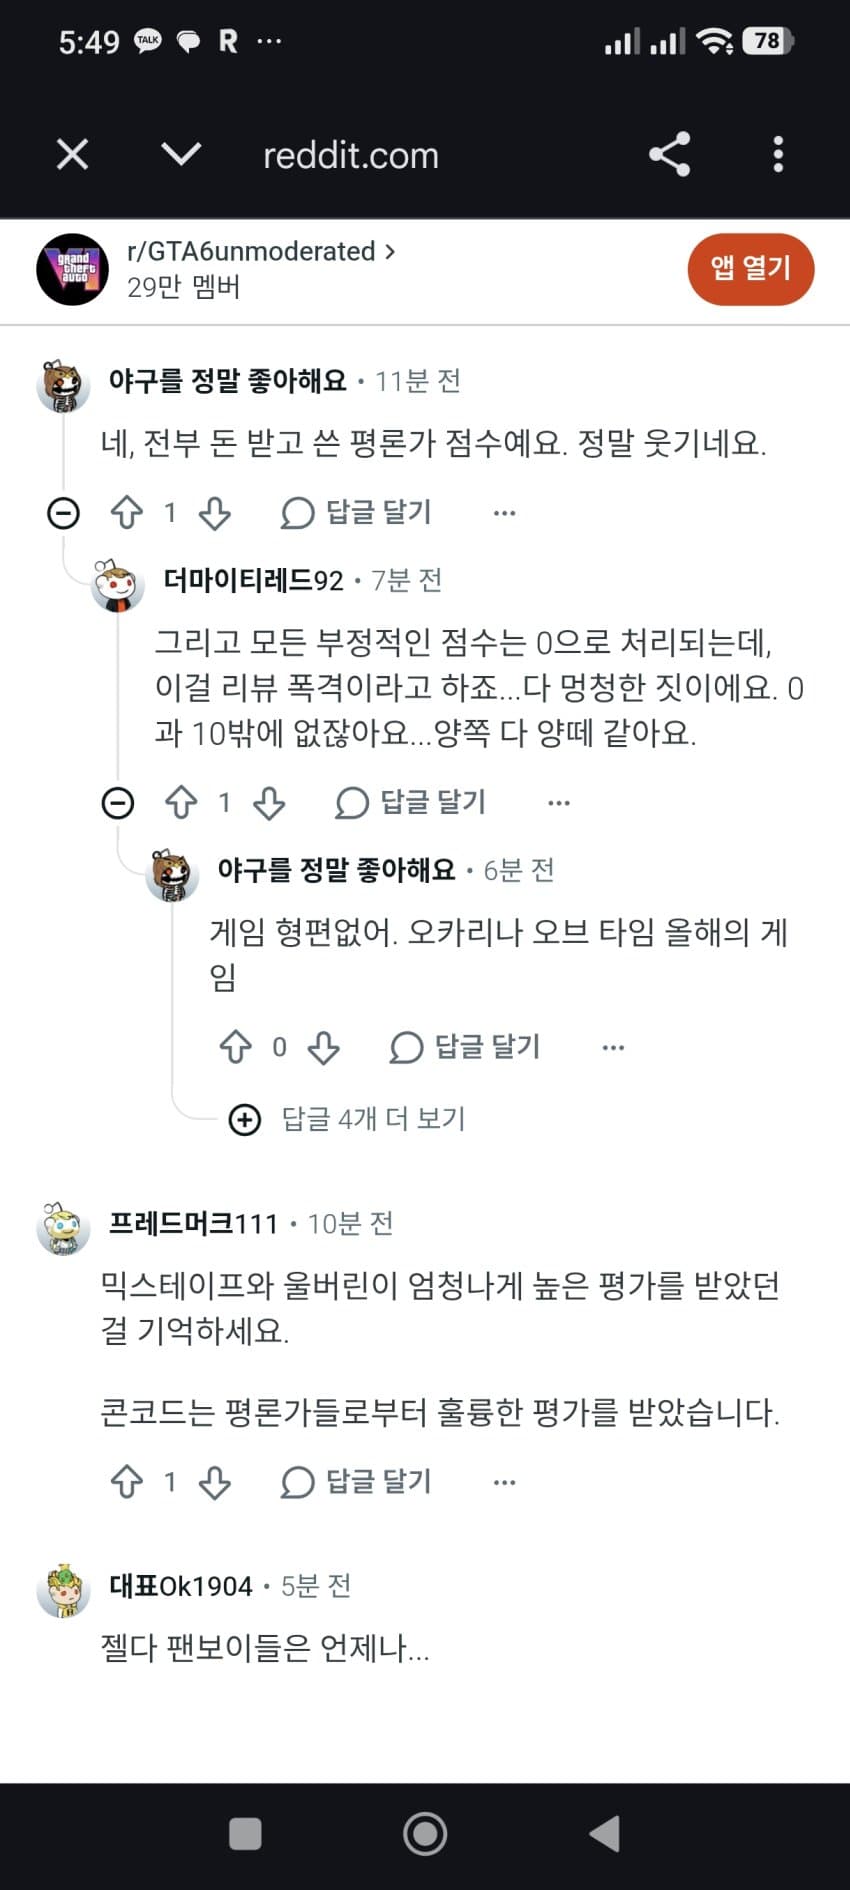 5:49 TALK R ...
78
reddit.com
grand theft auto VI
r/GTA6unmoderated >
29만 멤버
앱 열기
야구를 정말 좋아해요 • 11분 전
네, 전부 돈 받고 쓴 평론가 점수예요. 정말 웃기네요.
1 답글 달기 ...
더마이티레드92 • 7분 전
그리고 모든 부정적인 점수는 0으로 처리되는데,
이걸 리뷰 폭격이라고 하죠...다 멍청한 짓이에요. 0
과 10밖에 없잖아요...양쪽 다 양떼 같아요.
1 답글 달기 ...
야구를 정말 좋아해요 • 6분 전
게임 형편없어. 오카리나 오브 타임 올해의 게
임
0 답글 달기 ...
답글 4개 더 보기
프레드머크111 • 10분 전
믹스테이프와 울버린이 엄청나게 높은 평가를 받았던
걸 기억하세요.
콘코드는 평론가들로부터 훌륭한 평가를 받았습니다.
1 답글 달기 ...
대표Ok1904 • 5분 전
젤다 팬보이들은 언제나...